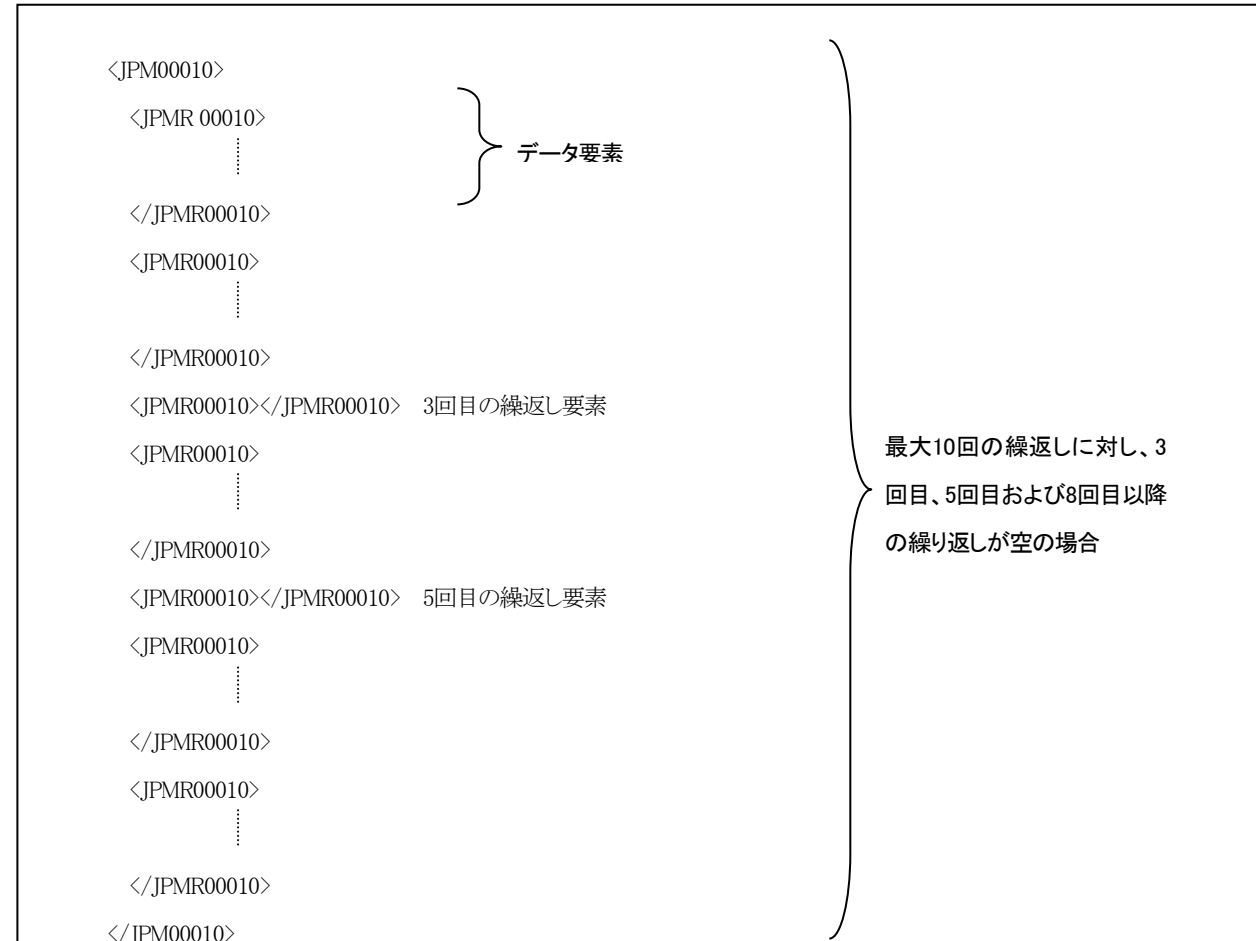 <JPM00010>
<JPMR 00010>
データ要素
</JPMR00010>
<JPMR00010>
</JPMR00010>
<JPMR00010></JPMR00010> 3回目の繰返し要素
<JPMR00010>
</JPMR00010>
<JPMR00010></JPMR00010> 5回目の繰返し要素
<JPMR00010>
</JPMR00010>
<JPMR00010>
</JPMR00010>
</JPM00010>
最大10回の繰返しに対し、3
回目、5回目および8回目以降
の繰り返しが空の場合